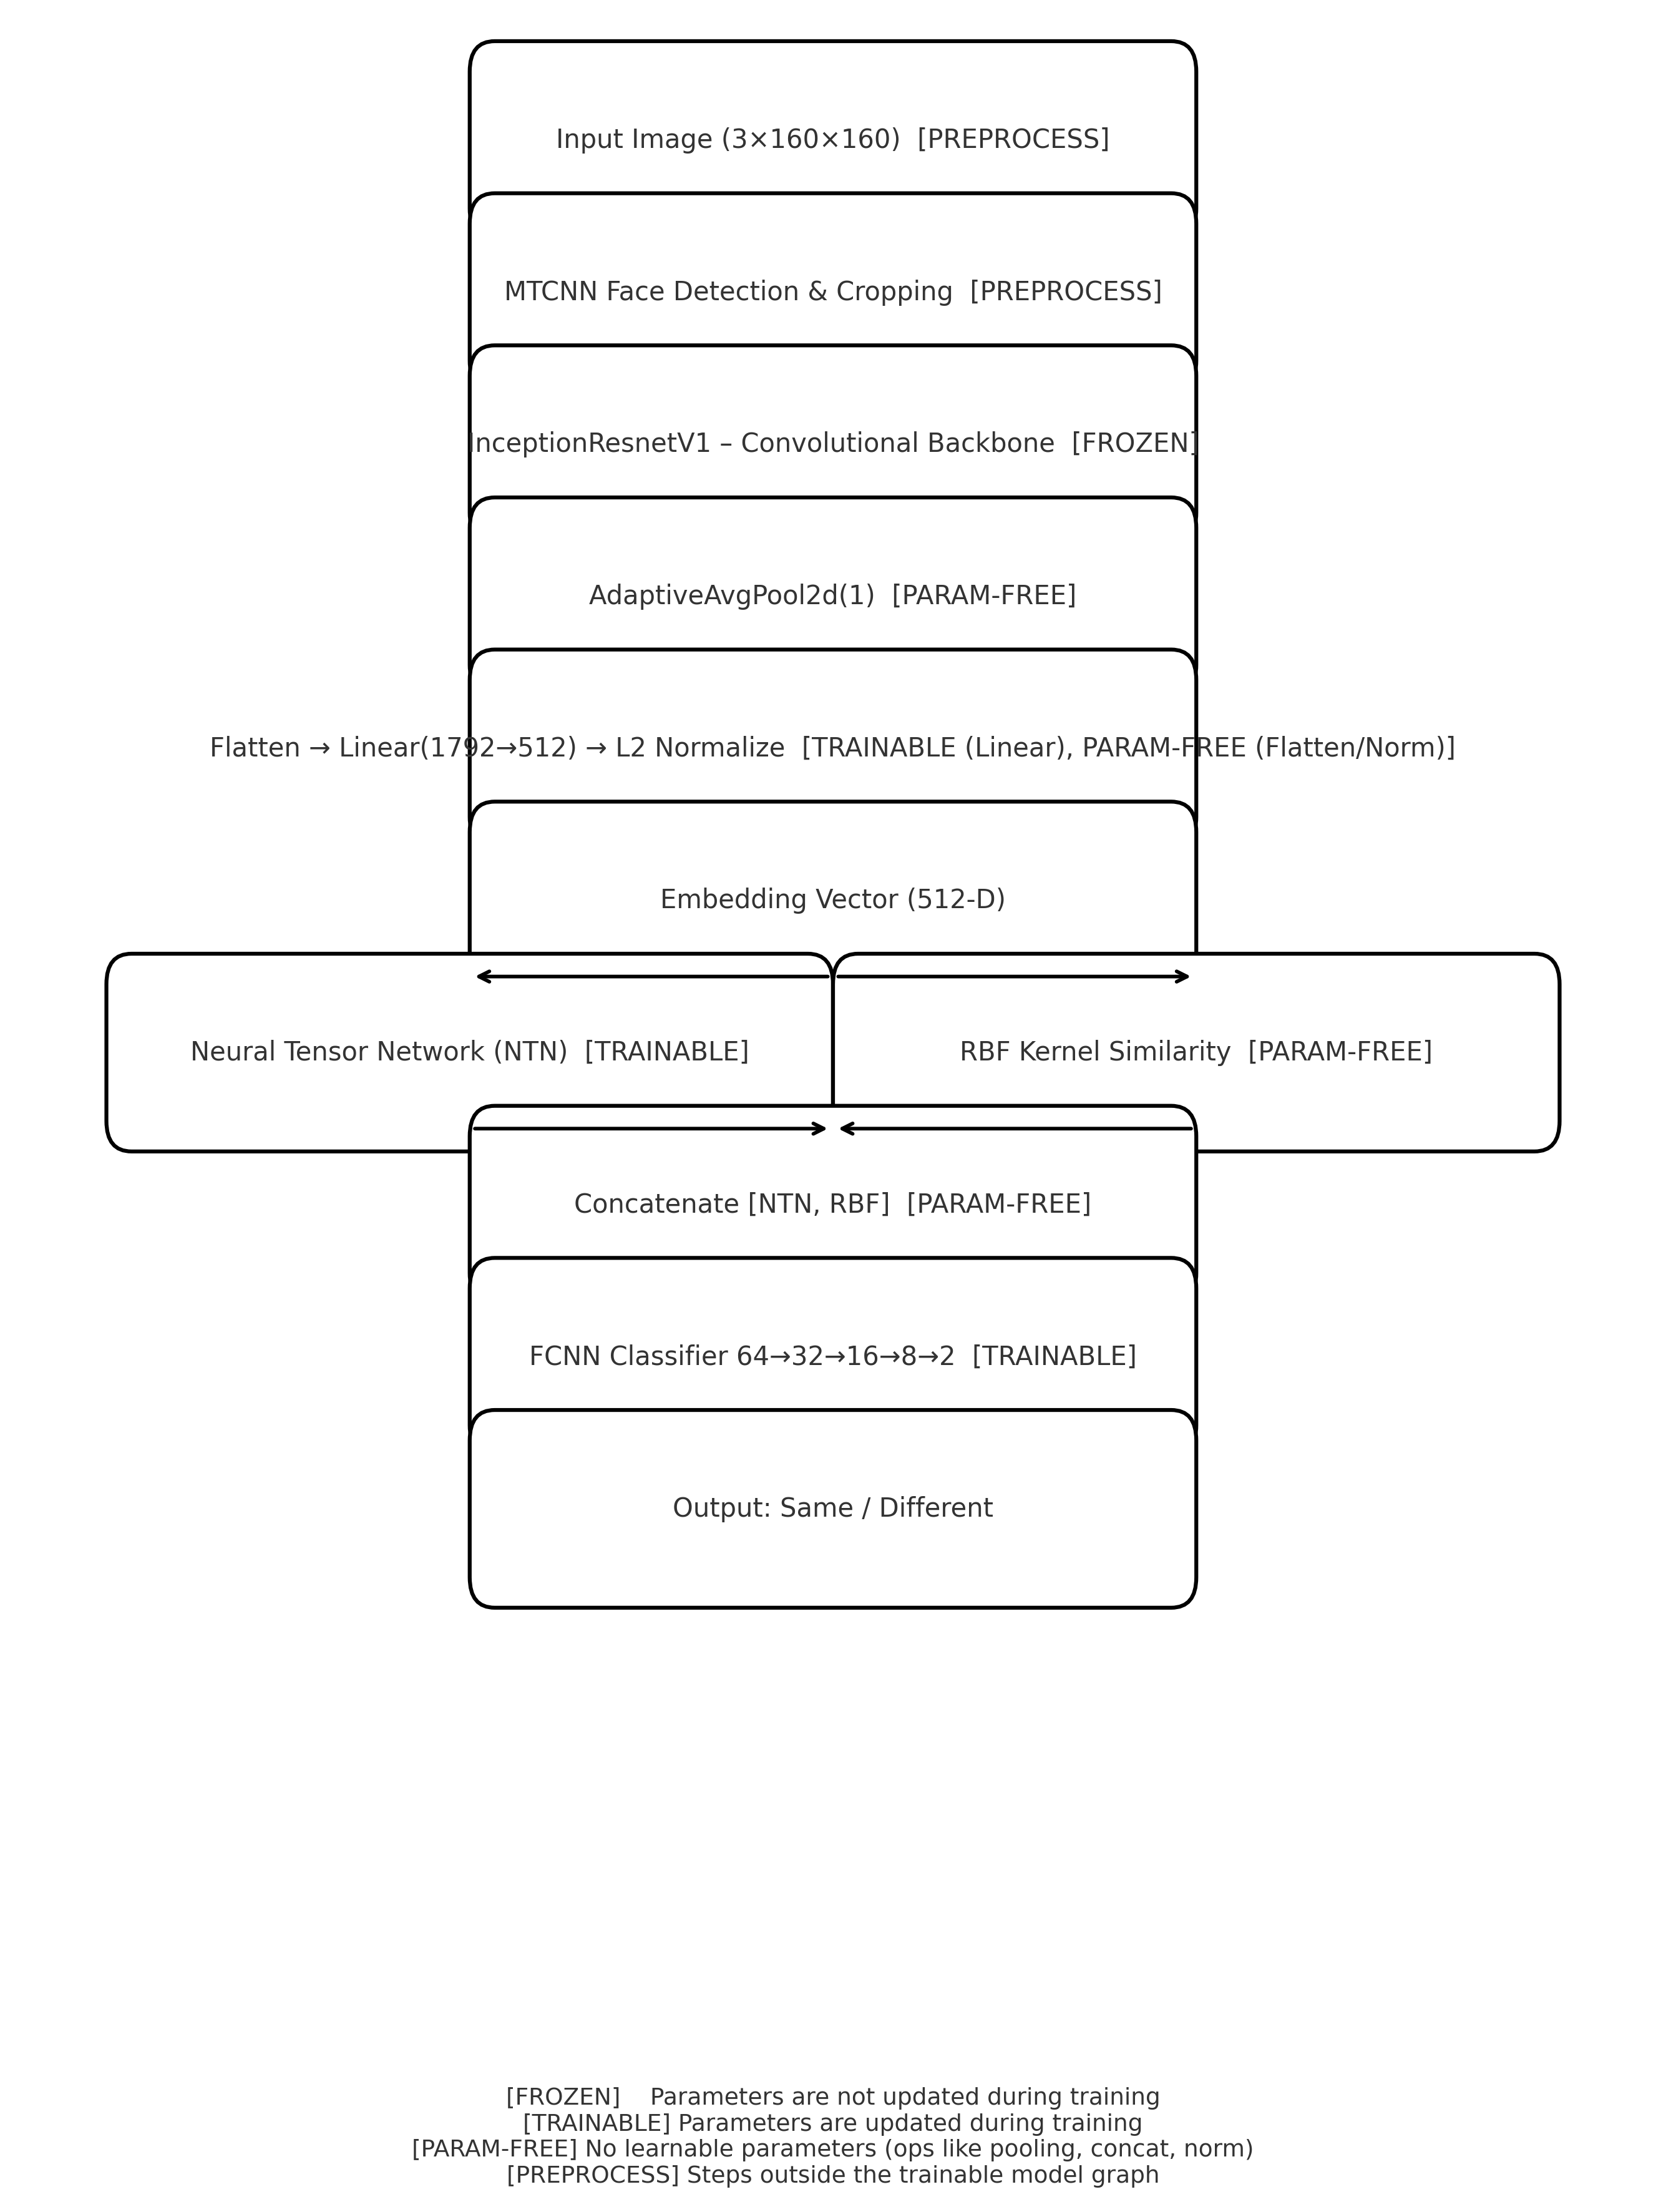 Input Image (3×160×160)  [PREPROCESS]
MTCNN Face Detection & Cropping  [PREPROCESS]
InceptionResnetV1 – Convolutional Backbone  [FROZEN]
AdaptiveAvgPool2d(1)  [PARAM-FREE]
Flatten → Linear(1792→512) → L2 Normalize  [TRAINABLE (Linear), PARAM-FREE (Flatten/Norm)]
Embedding Vector (512-D)
Neural Tensor Network (NTN)  [TRAINABLE]
RBF Kernel Similarity  [PARAM-FREE]
Concatenate [NTN, RBF]  [PARAM-FREE]
FCNN Classifier 64→32→16→8→2  [TRAINABLE]
Output: Same / Different
[FROZEN]    Parameters are not updated during training
[TRAINABLE] Parameters are updated during training
[PARAM-FREE] No learnable parameters (ops like pooling, concat, norm)
[PREPROCESS] Steps outside the trainable model graph